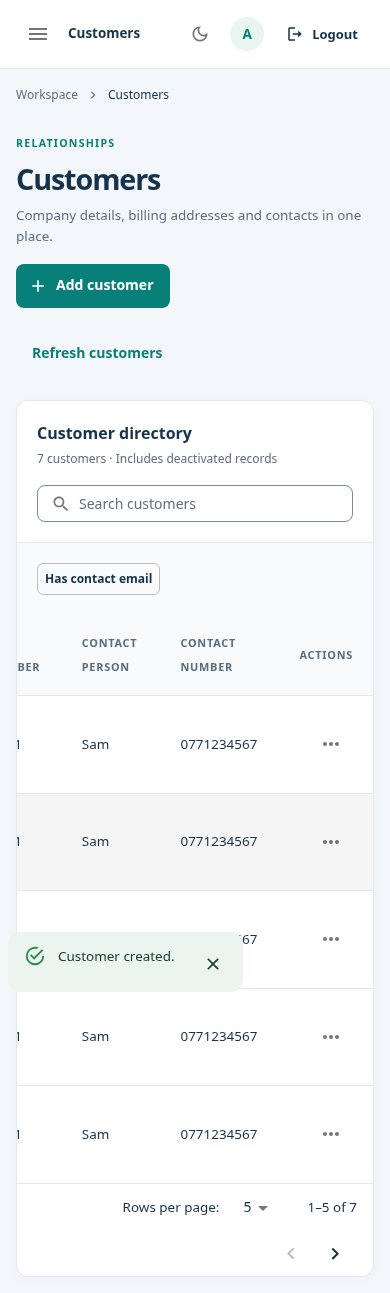 Customers
A
Logout
Workspace
Customers
RELATIONSHIPS
Customers
Company details, billing addresses and contacts in one
place.
Add customer
Refresh customers
Customer directory
7 customers · Includes deactivated records
Search customers
Has contact email
CONTACT CONTACT
PERSON NUMBER
ACTIONS
Sam 0771234567
Sam 0771234567
Customer created.
Sam 0771234567
Sam 0771234567
Rows per page: 5 1–5 of 7